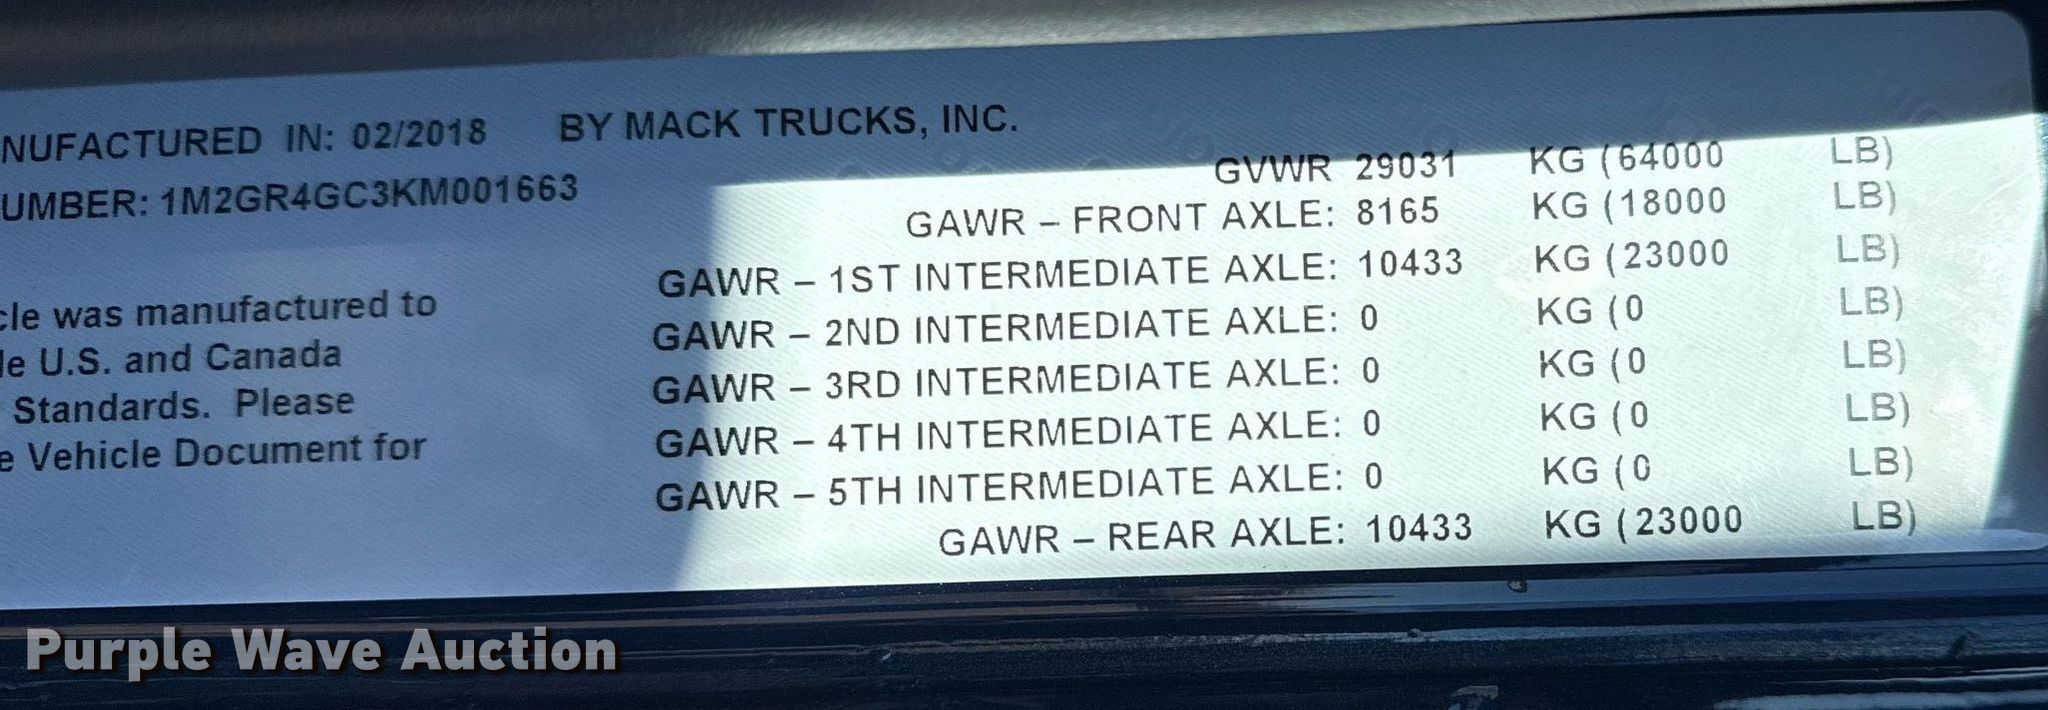 NUFACTURED IN: 02/2018 BY MACK TRUCKS, INC.
UMBER: 1M2GR4GC3KM001663
GVWR 29031 KG (64000 LB)
GAWR – FRONT AXLE: 8165 KG (18000 LB)
GAWR – 1ST INTERMEDIATE AXLE: 10433 KG (23000 LB)
GAWR – 2ND INTERMEDIATE AXLE: 0 KG (0 LB)
GAWR – 3RD INTERMEDIATE AXLE: 0 KG (0 LB)
GAWR – 4TH INTERMEDIATE AXLE: 0 KG (0 LB)
GAWR – 5TH INTERMEDIATE AXLE: 0 KG (0 LB)
GAWR – REAR AXLE: 10433 KG (23000 LB)
cle was manufactured to
le U.S. and Canada
Standards. Please
e Vehicle Document for
Purple Wave Auction